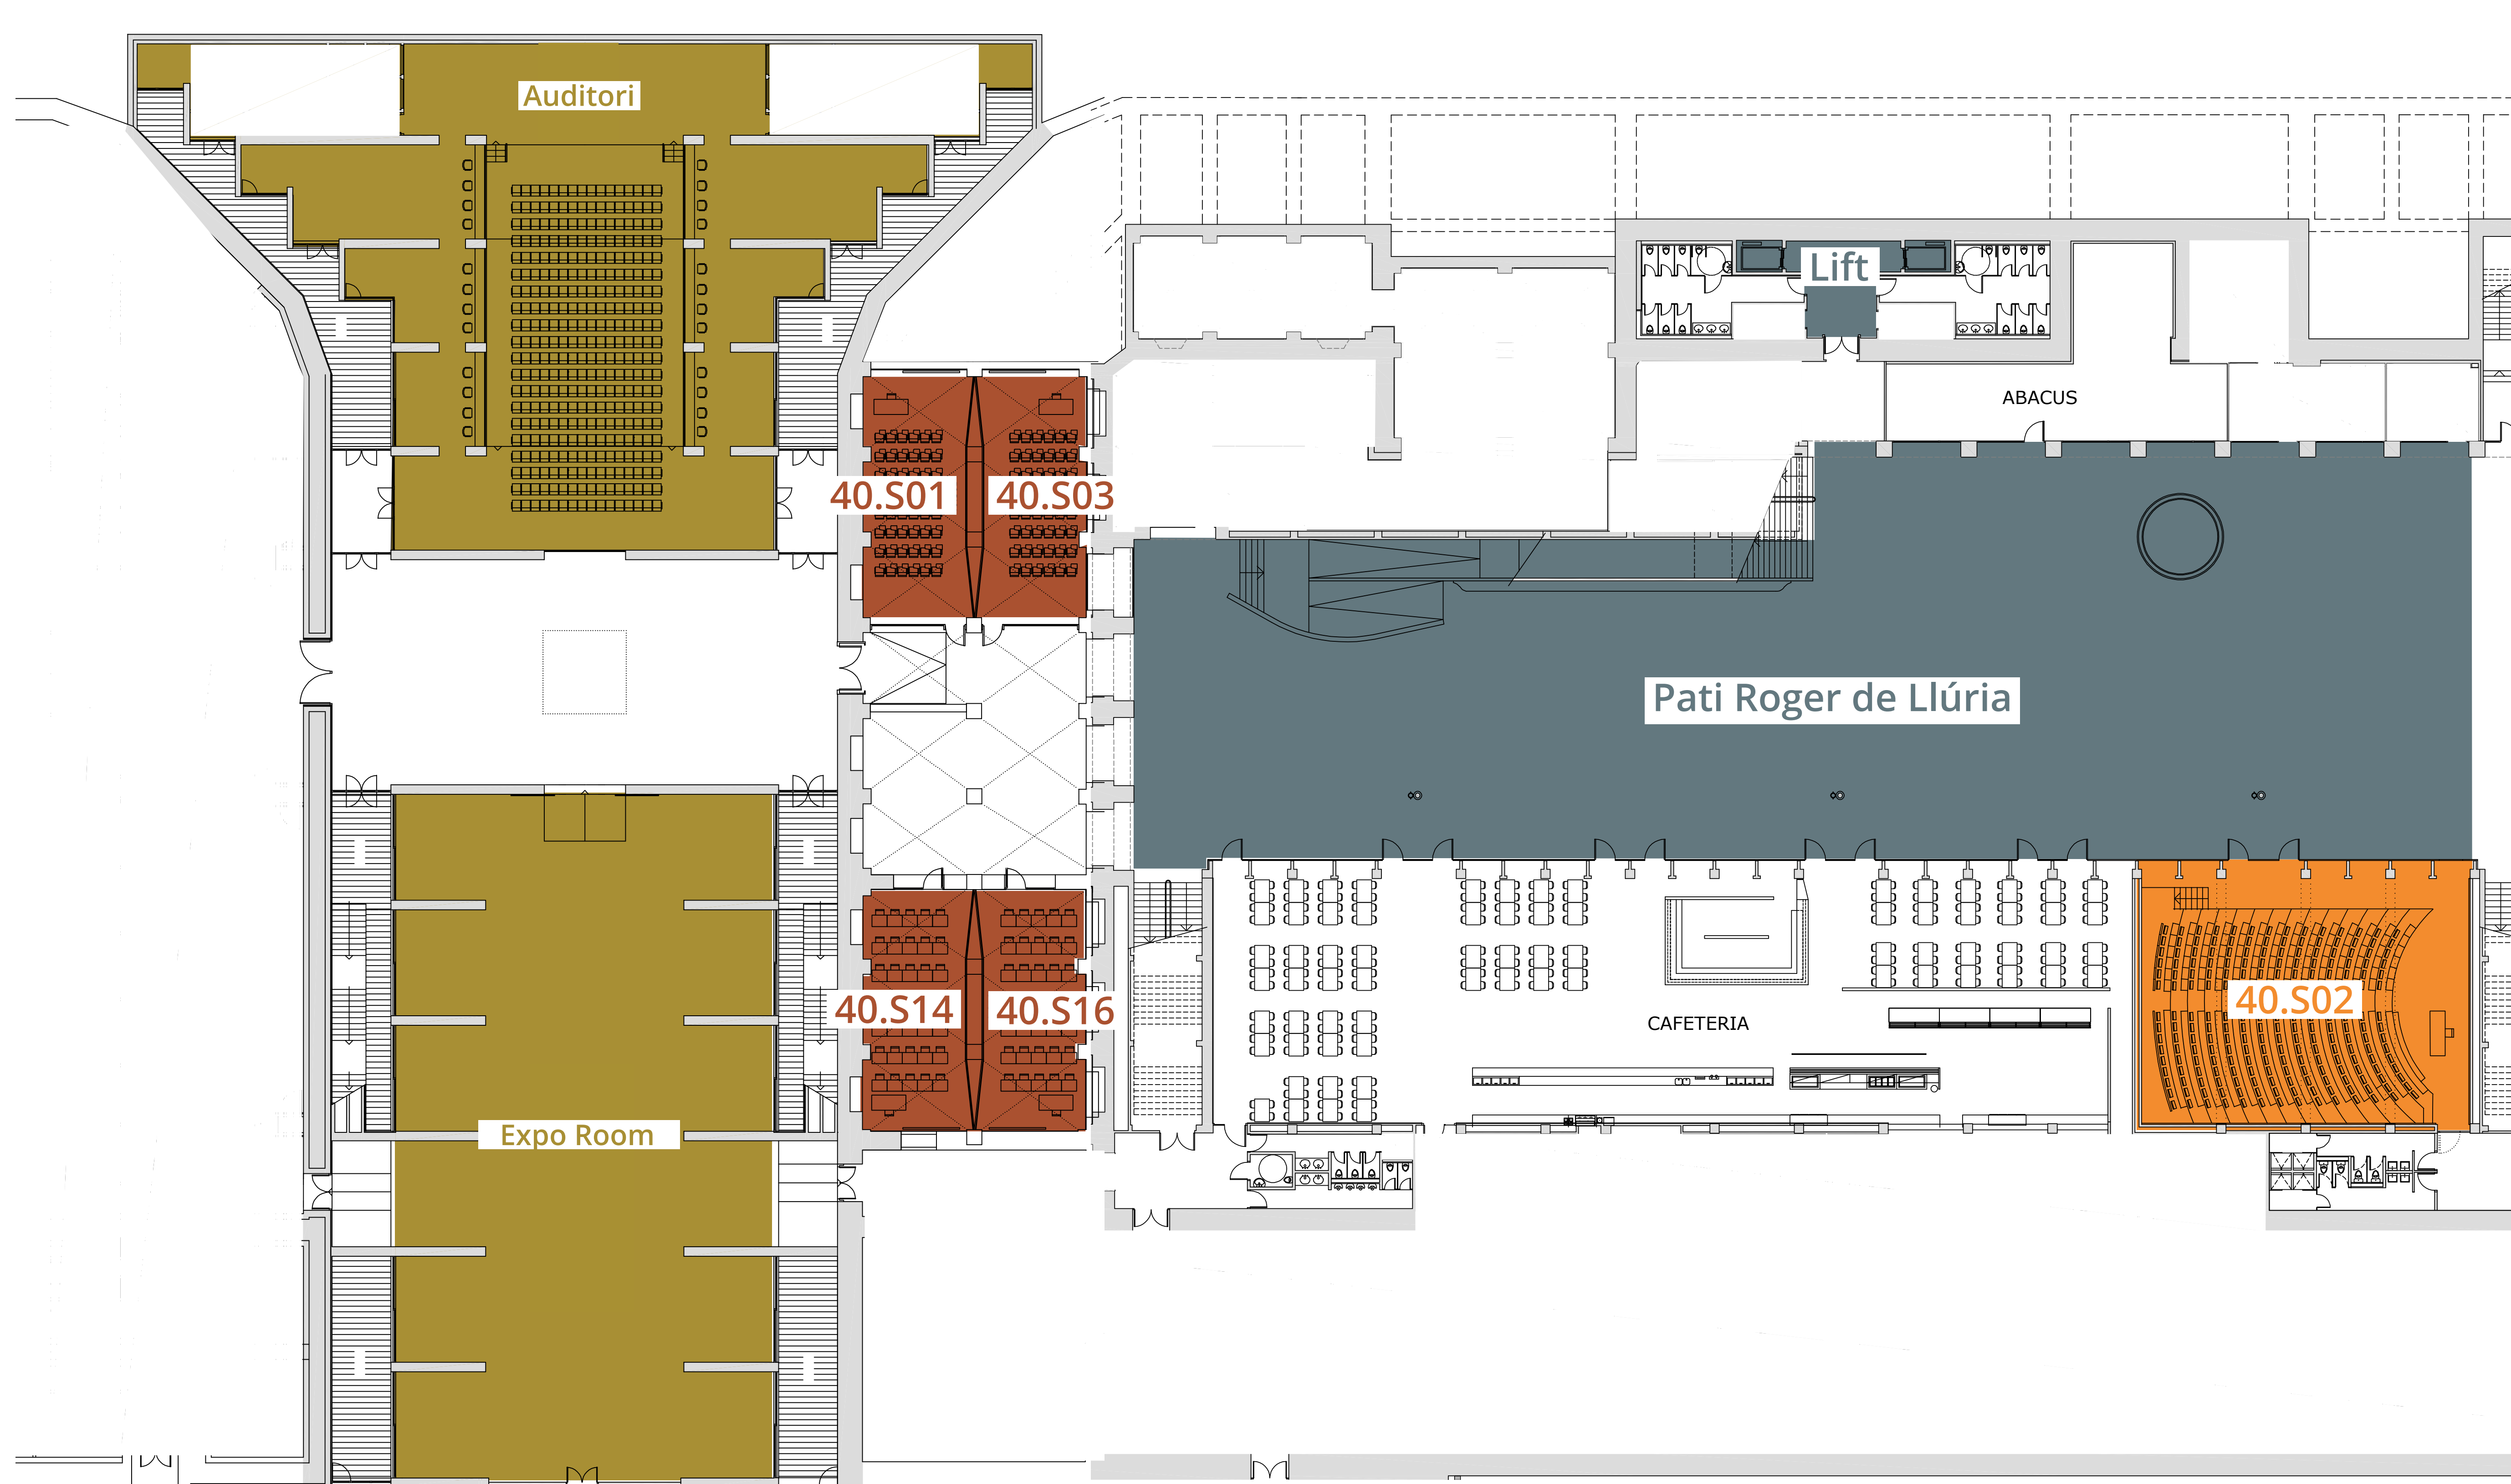 Auditori
Lift
ABACUS
40.S01
40.S03
Pati Roger de Llúria
40.S14
40.S16
40.S02
CAFETERIA
Expo Room